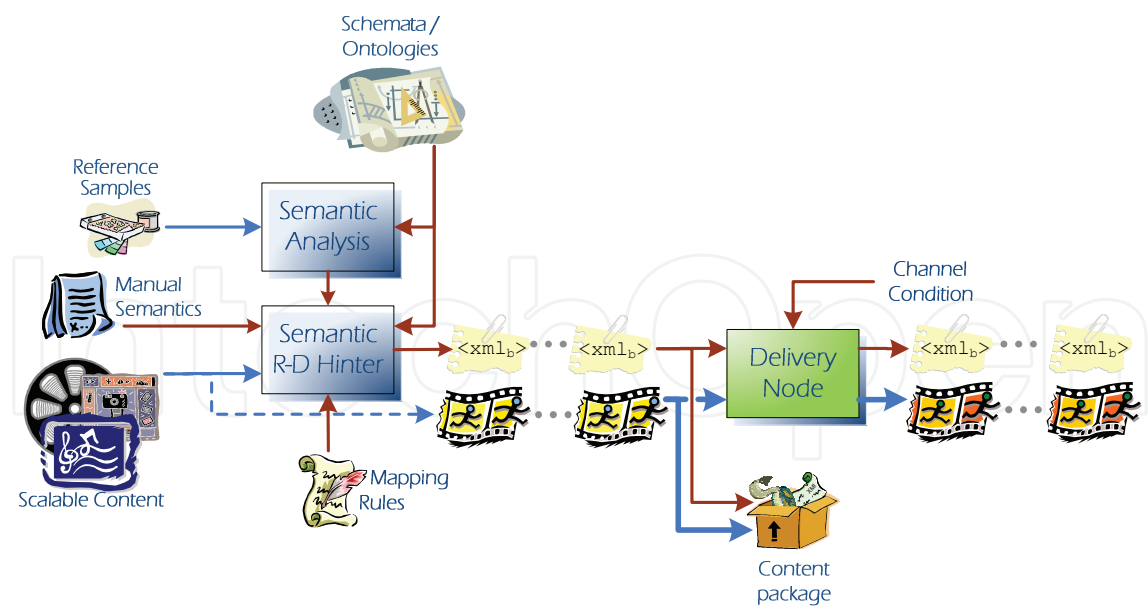 Schemata /
Ontologies
Reference
Samples
Semantic
Analysis
Manual
Semantics
Channel
Condition
Semantic
R-D Hinter
<xmlb>
<xmlb>
Delivery
Node
<xmlb>
<xmlb>
Scalable Content
Mapping
Rules
Content
package
IntechOpen